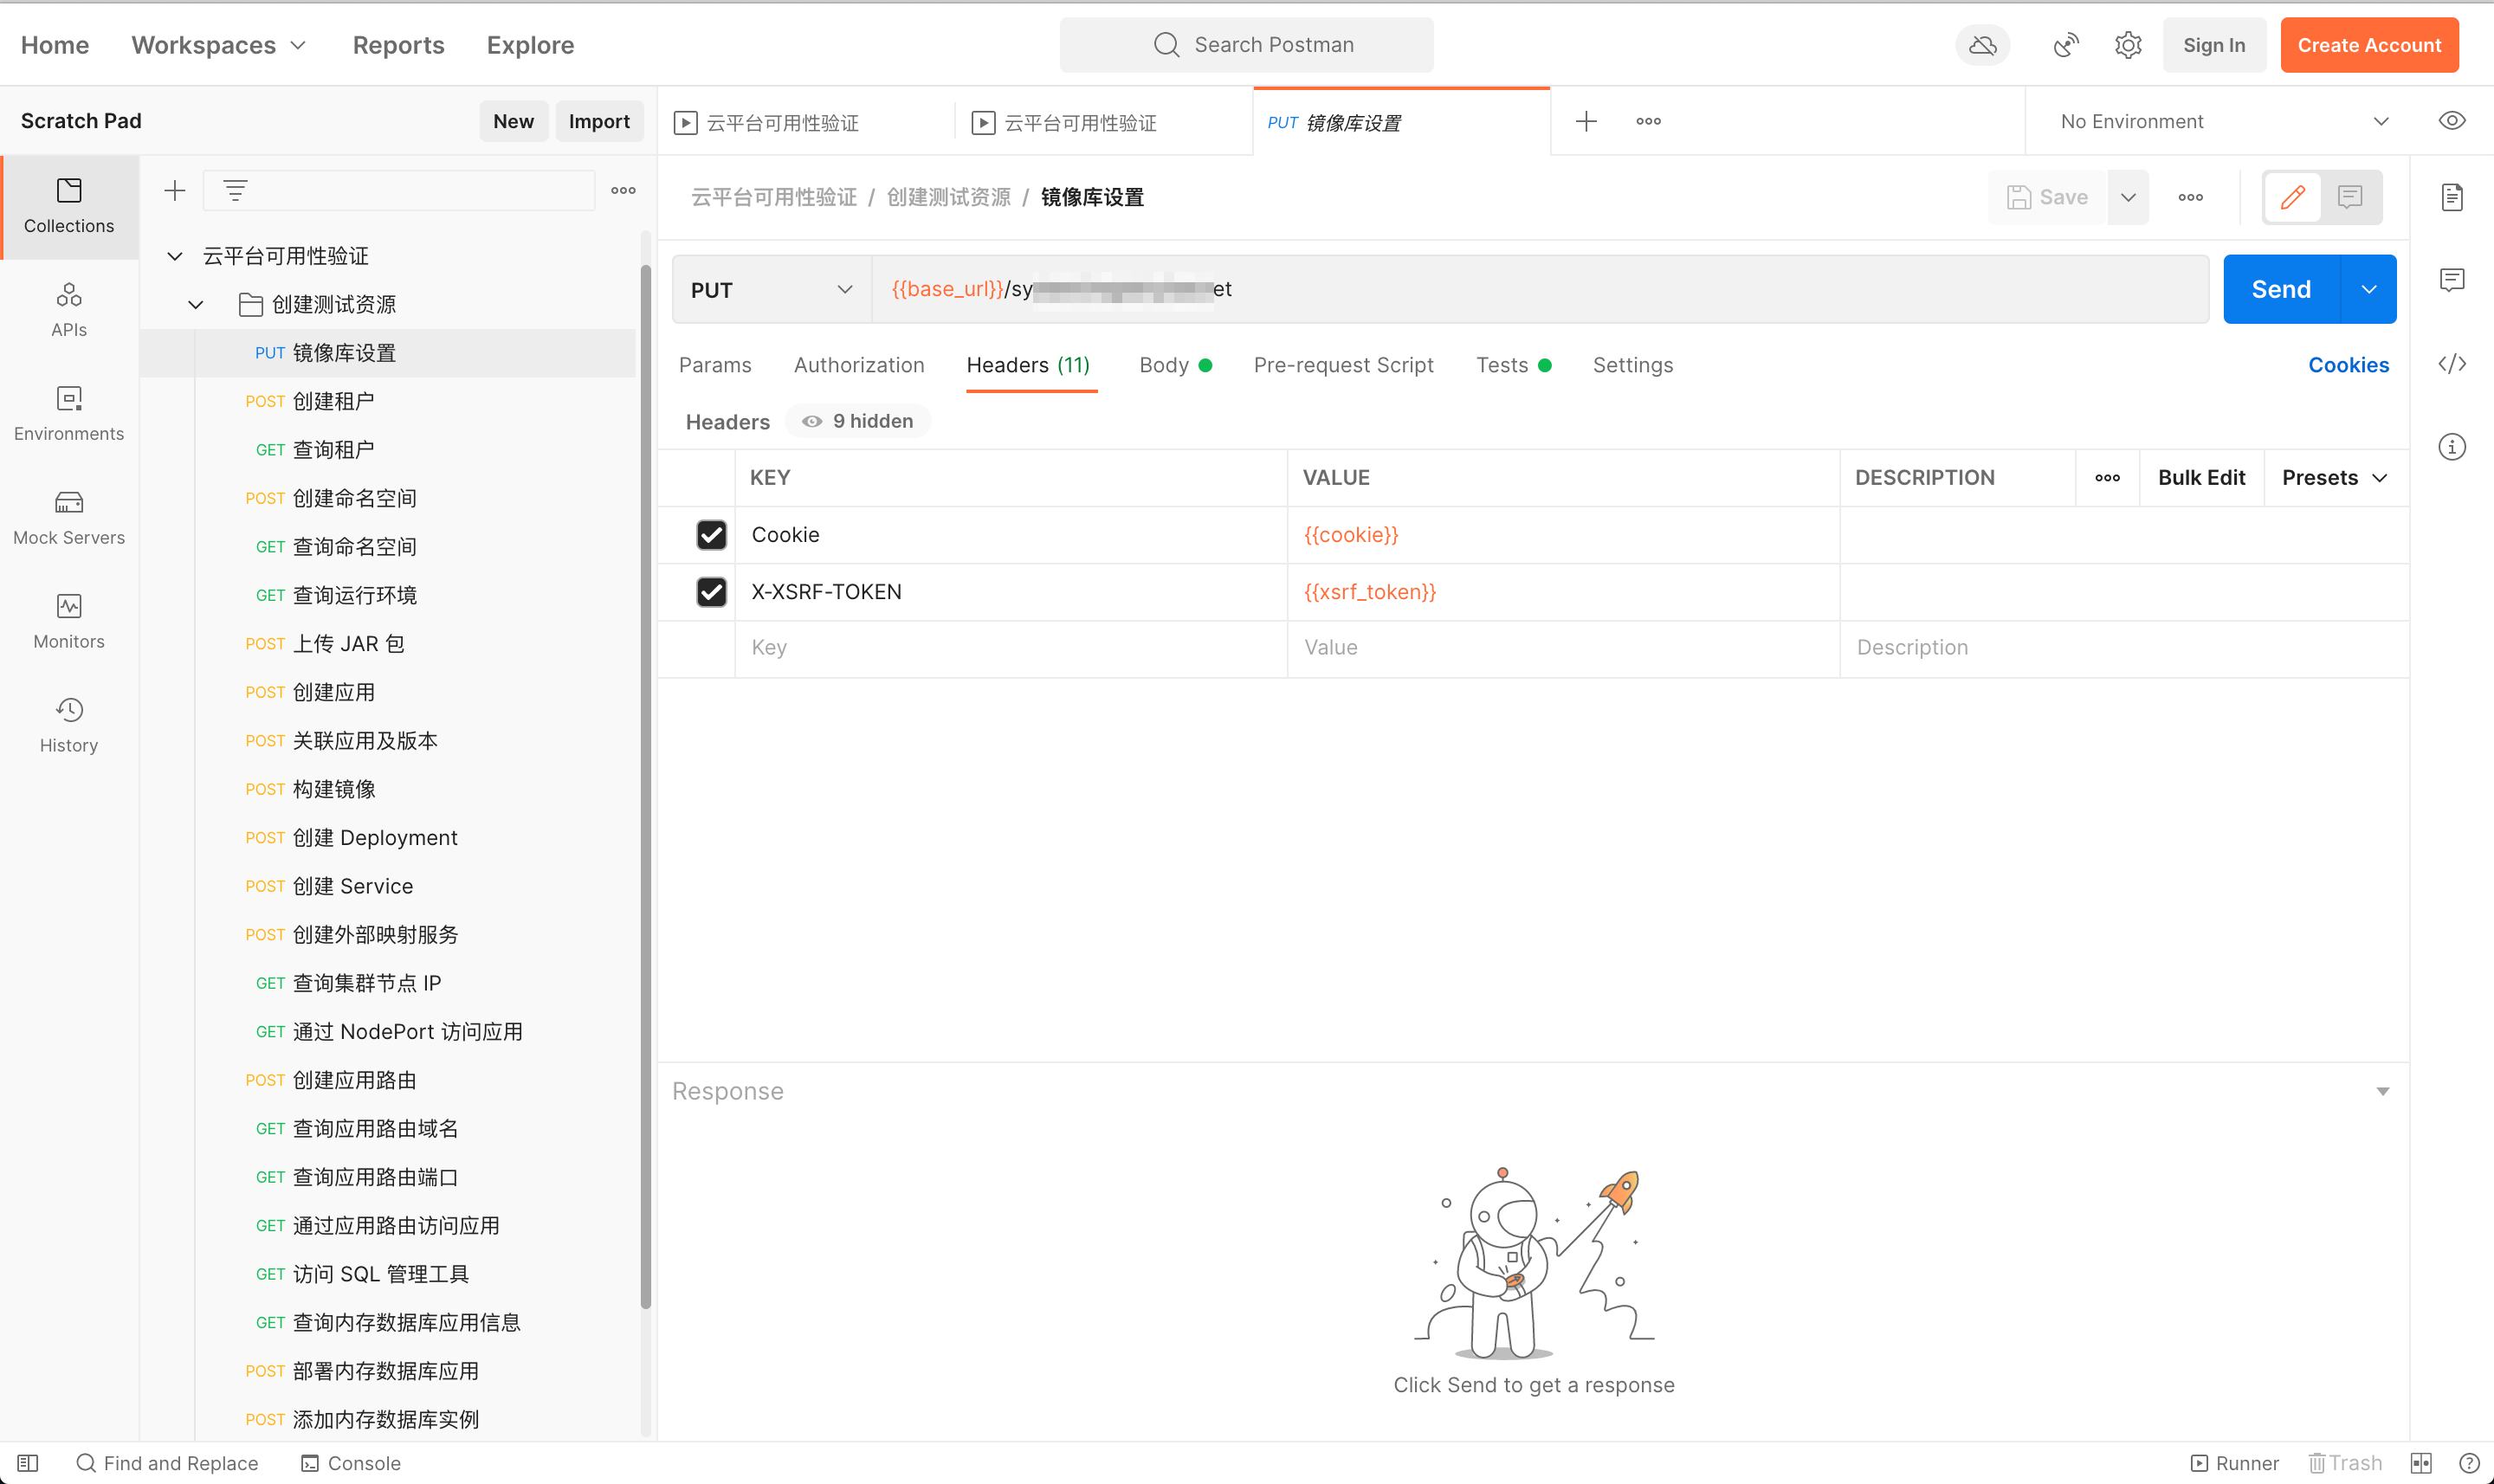 Home Workspaces Reports Explore Search Postman Sign In Create Account
Scratch Pad New Import
云平台可用性验证 云平台可用性验证 PUT 镜像库设置 No Environment
Collections
APIs
Environments
Mock Servers
Monitors
History
云平台可用性验证
创建测试资源
PUT 镜像库设置
POST 创建租户
GET 查询租户
POST 创建命名空间
GET 查询命名空间
GET 查询运行环境
POST 上传 JAR 包
POST 创建应用
POST 关联应用及版本
POST 构建镜像
POST 创建 Deployment
POST 创建 Service
POST 创建外部映射服务
GET 查询集群节点 IP
GET 通过 NodePort 访问应用
POST 创建应用路由
GET 查询应用路由域名
GET 查询应用路由端口
GET 通过应用路由访问应用
GET 访问 SQL 管理工具
GET 查询内存数据库应用信息
POST 部署内存数据库应用
POST 添加内存数据库实例
云平台可用性验证 / 创建测试资源 / 镜像库设置 Save
PUT {{base_url}}/sy et Send
Params Authorization Headers (11) Body Pre-request Script Tests Settings Cookies
Headers 9 hidden
KEY VALUE DESCRIPTION Bulk Edit Presets
Cookie {{cookie}}
X-XSRF-TOKEN {{xsrf_token}}
Key Value Description
Response
Click Send to get a response
Find and Replace Console Runner Trash